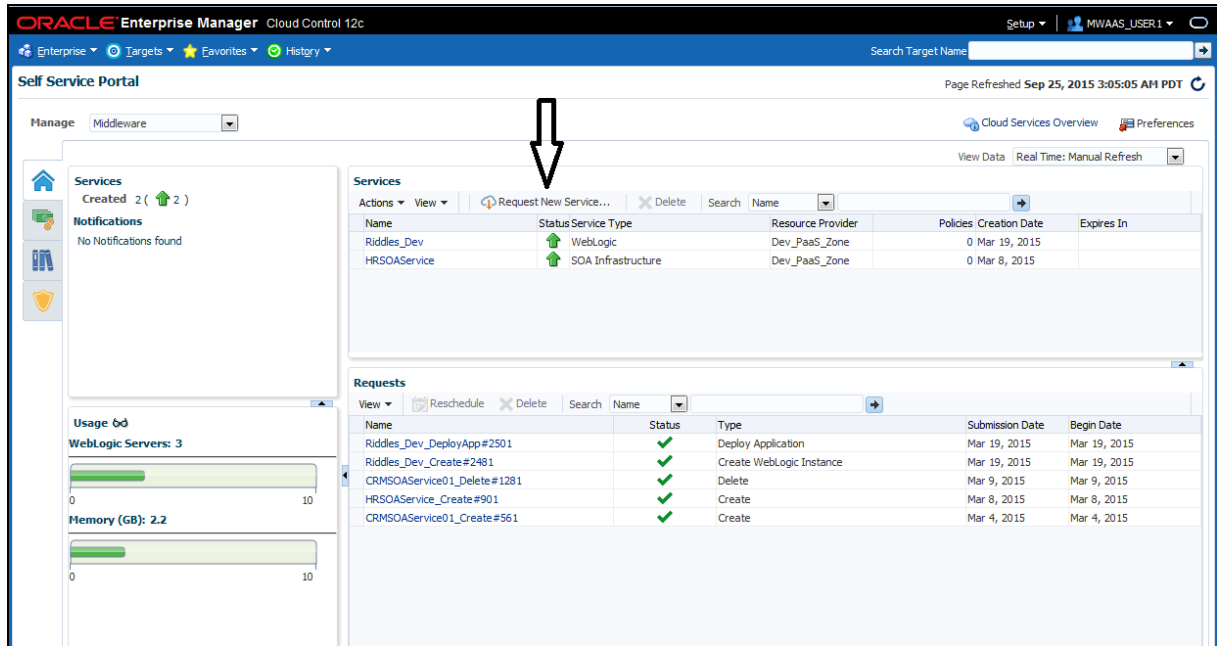 ORACLE Enterprise Manager Cloud Control 12c Setup MWAAS_USER1
Enterprise Targets Favorites History Search Target Name
Self Service Portal Page Refreshed Sep 25, 2015 3:05:05 AM PDT
Manage Middleware Cloud Services Overview Preferences
View Data Real Time: Manual Refresh
Services
Created 2 ( 2 )
Notifications
No Notifications found
Services
Actions View Request New Service... Delete Search Name
Name Status Service Type Resource Provider Policies Creation Date Expires In
Riddles_Dev WebLogic Dev_PaaS_Zone 0 Mar 19, 2015
HRSOAService SOA Infrastructure Dev_PaaS_Zone 0 Mar 8, 2015
Usage
WebLogic Servers: 3
0 10
Memory (GB): 2.2
0 10
Requests
View Reschedule Delete Search Name
Name Status Type Submission Date Begin Date
Riddles_Dev_DeployApp#2501 Deploy Application Mar 19, 2015 Mar 19, 2015
Riddles_Dev_Create#2481 Create WebLogic Instance Mar 19, 2015 Mar 19, 2015
CRMSOAService01_Delete#1281 Delete Mar 9, 2015 Mar 9, 2015
HRSOAService_Create#901 Create Mar 8, 2015 Mar 8, 2015
CRMSOAService01_Create#561 Create Mar 4, 2015 Mar 4, 2015